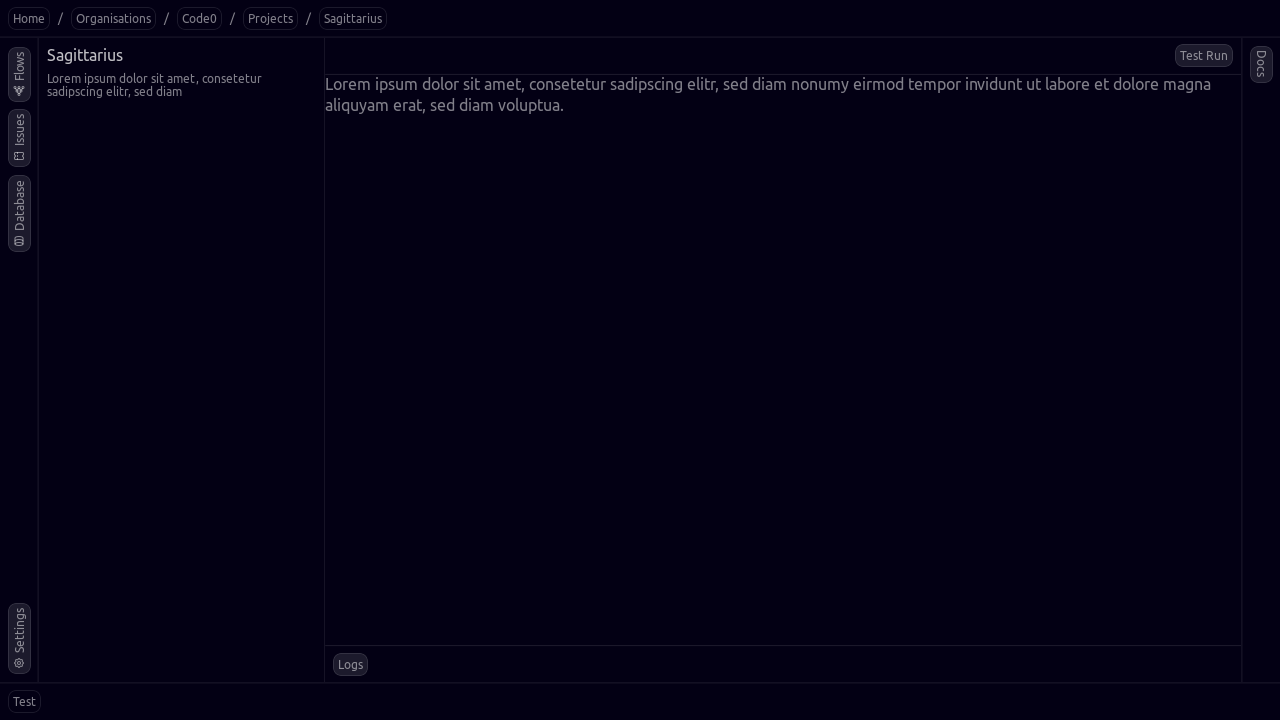 Home / Organisations / Code0 / Projects / Sagittarius
Flows
Issues
Database
Settings
Sagittarius
Lorem ipsum dolor sit amet, consetetur
sadipscing elitr, sed diam
Test Run
Lorem ipsum dolor sit amet, consetetur sadipscing elitr, sed diam nonumy eirmod tempor invidunt ut labore et dolore magna
aliquyam erat, sed diam voluptua.
Docs
Logs
Test